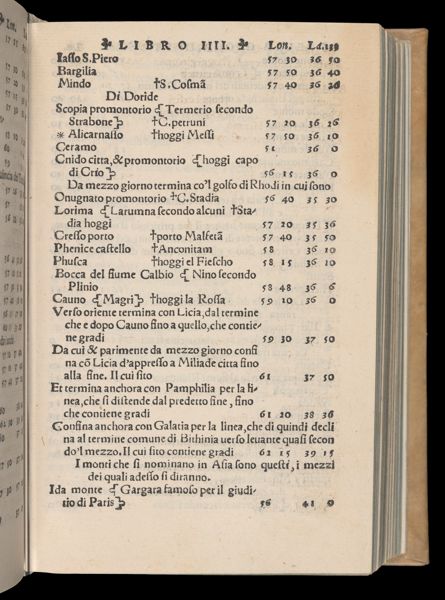 LIBRO IIII. Lon. La.139
Iasso S.Piero 57 30 36 50
Bargilia 57 50 36 40
Mindo †S.Cosmā 57 40 36 26
Di Doride
Scopia promontorio {Termerio secondo
Strabone} †C.petruni 57 20 36 26
* Alicarnasio †hoggi Messi 57 50 36 10
Ceramo 51 36 0
Cnido citta, & promontorio {hoggi capo
di Crio} 56 15 36 0
Da mezzo giorno termina co'l golfo di Rhodi in cui sono
Onugnato promontorio †C.Stadia 56 40 35 30
Lorima {Larumna secondo alcuni †Sta-
dia hoggi 57 20 35 36
Cresso porto †porto Malfetā 57 40 35 50
Phenice castello †Anconitam 58 36 10
Phusca †hoggi el Fiescho 58 15 36 10
Bocca del fiume Calbio {Nino secondo
Plinio 58 48 36 6
Cauno {Magri} †hoggi la Rossa 59 10 36 0
Verso oriente termina con Licia, dal termine
che e dopo Cauno fino a quello, che contie-
ne gradi 59 30 37 50
Da cui & parimente da mezzo giorno confi
na cō Licia d'appresso a Miliade citta fino
alla fine. Il cui sito 61 37 50
Et termina anchora con Pamphilia per la li-
nea, che si distende dal predetto fine, fino
che contiene gradi 61 20 38 36
Confina anchora con Galatia per la linea, che di quindi decli
na al termine comune di Bithinia uerso leuante quasi secon
do'l mezzo. Il cui sito contiene gradi 62 15 39 15
I monti che si nominano in Asia sono questi, i mezzi
dei quali adesso si diranno.
Ida monte {Gargara famoso per il giudi-
tio di Paris} 56 41 0